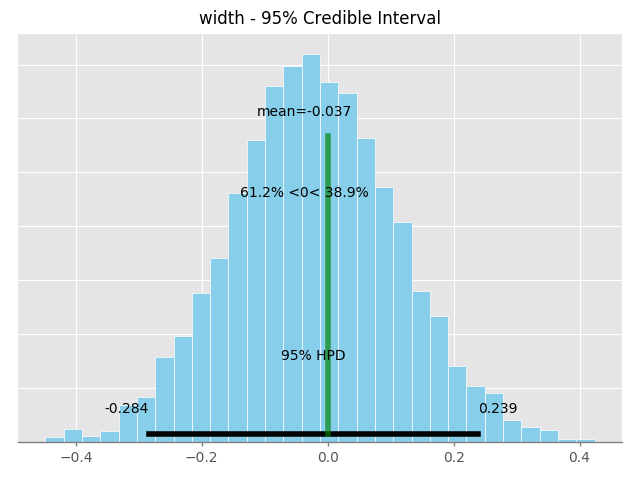 width - 95% Credible Interval
mean=-0.037
61.2% <0< 38.9%
95% HPD
-0.284
0.239
−0.4 −0.2 0.0 0.2 0.4